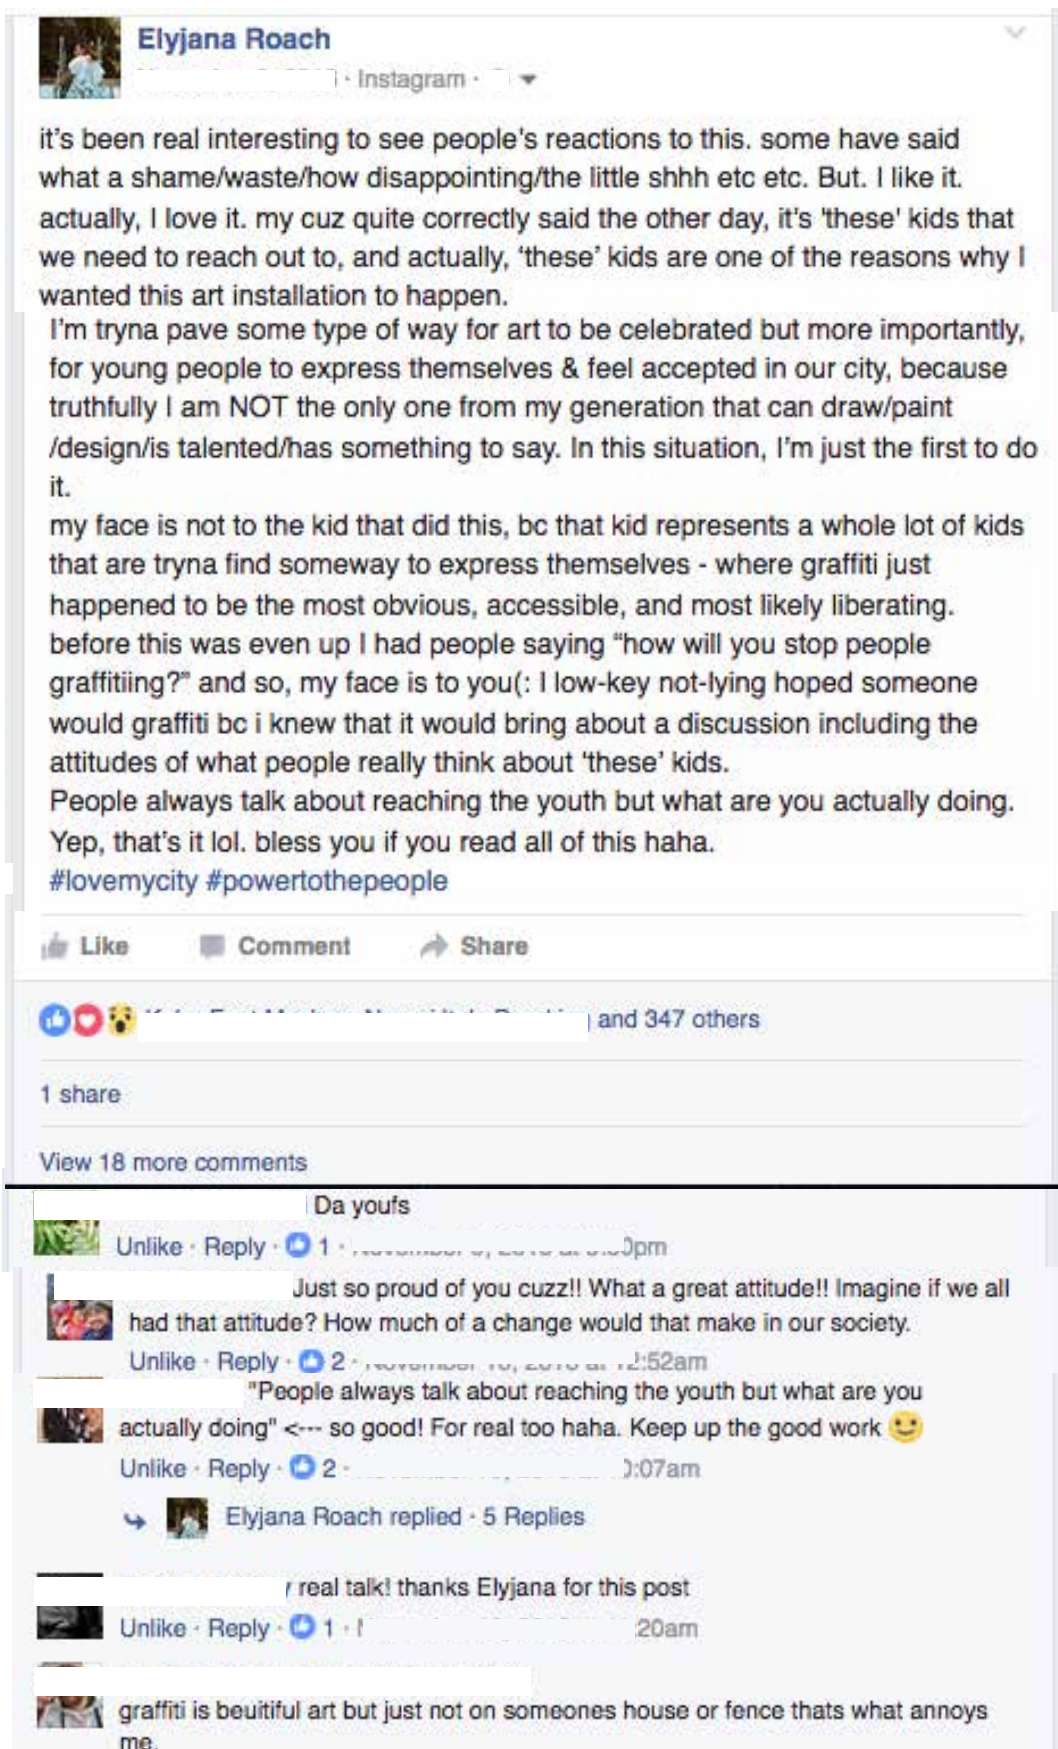 Elyjana Roach
· Instagram ·
it's been real interesting to see people's reactions to this. some have said
what a shame/waste/how disappointing/the little shhh etc etc. But. I like it.
actually, I love it. my cuz quite correctly said the other day, it's 'these' kids that
we need to reach out to, and actually, ‘these’ kids are one of the reasons why I
wanted this art installation to happen.
I’m tryna pave some type of way for art to be celebrated but more importantly,
for young people to express themselves & feel accepted in our city, because
truthfully I am NOT the only one from my generation that can draw/paint
/design/is talented/has something to say. In this situation, I’m just the first to do
it.
my face is not to the kid that did this, bc that kid represents a whole lot of kids
that are tryna find someway to express themselves - where graffiti just
happened to be the most obvious, accessible, and most likely liberating.
before this was even up I had people saying “how will you stop people
graffitiing?” and so, my face is to you(: I low-key not-lying hoped someone
would graffiti bc i knew that it would bring about a discussion including the
attitudes of what people really think about ‘these’ kids.
People always talk about reaching the youth but what are you actually doing.
Yep, that’s it lol. bless you if you read all of this haha.
#lovemycity #powertothepeople
Like Comment Share
and 347 others
1 share
View 18 more comments
Da youfs
Unlike · Reply · 1 · 0pm
Just so proud of you cuzz!! What a great attitude!! Imagine if we all
had that attitude? How much of a change would that make in our society.
Unlike · Reply · 2 · :52am
"People always talk about reaching the youth but what are you
actually doing" <--- so good! For real too haha. Keep up the good work
Unlike · Reply · 2 · :07am
Elyjana Roach replied · 5 Replies
real talk! thanks Elyjana for this post
Unlike · Reply · 1 · :20am
graffiti is beuitiful art but just not on someones house or fence thats what annoys
me.